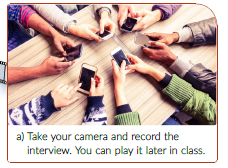 a) Take your camera and record the
interview. You can play it later in class.